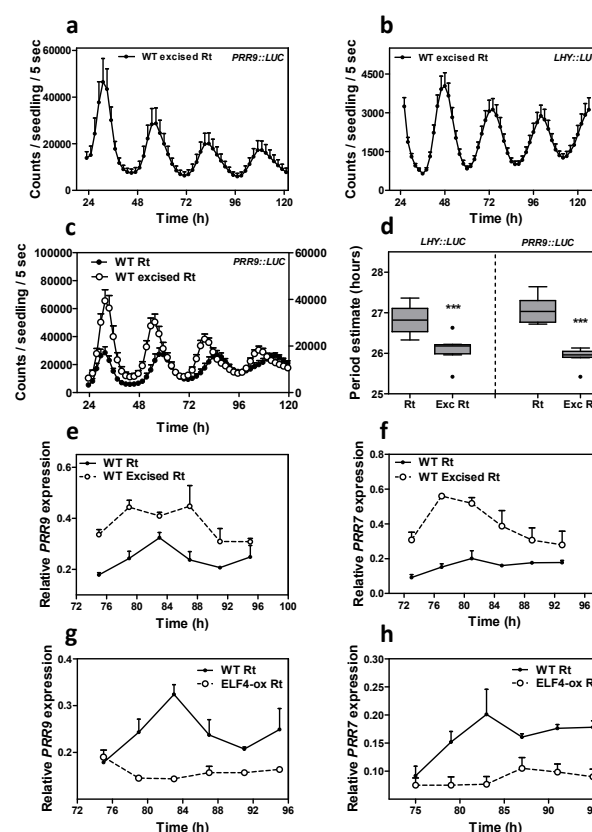 a
WT excised Rt PRR9::LUC
60000
40000
20000
0
Counts / seedling / 5 sec
24 48 72 96 120
Time (h)
b
WT excised Rt LHY::LU
4500
3000
1500
0
Counts / seedling / 5 sec
24 48 72 96 120
Time (h)
c
WT Rt PRR9::LUC
WT excised Rt
100000
80000
60000
40000
20000
0
60000
40000
20000
0
Counts / seedling / 5 sec
24 48 72 96 120
Time (h)
d
LHY::LUC PRR9::LUC
28
27
26
25
Period estimate (hours)
*** ***
Rt Exc Rt Rt Exc R
e
WT Rt
WT Excised Rt
0.6
0.4
0.2
Relative PRR9 expression
72 76 80 84 88 92 96 100
Time (h)
f
WT Rt
WT Excised Rt
0.8
0.6
0.4
0.2
0.0
Relative PRR7 expression
72 76 80 84 88 92 96
Time (h)
g
WT Rt
ELF4-ox Rt
0.4
0.3
0.2
Relative PRR9 expression
72 76 80 84 88 92 96
Time (h)
h
WT Rt
ELF4-ox R
0.30
0.25
0.20
0.15
0.10
Relative PRR7 expression
75 80 85 90 95
Time (h)